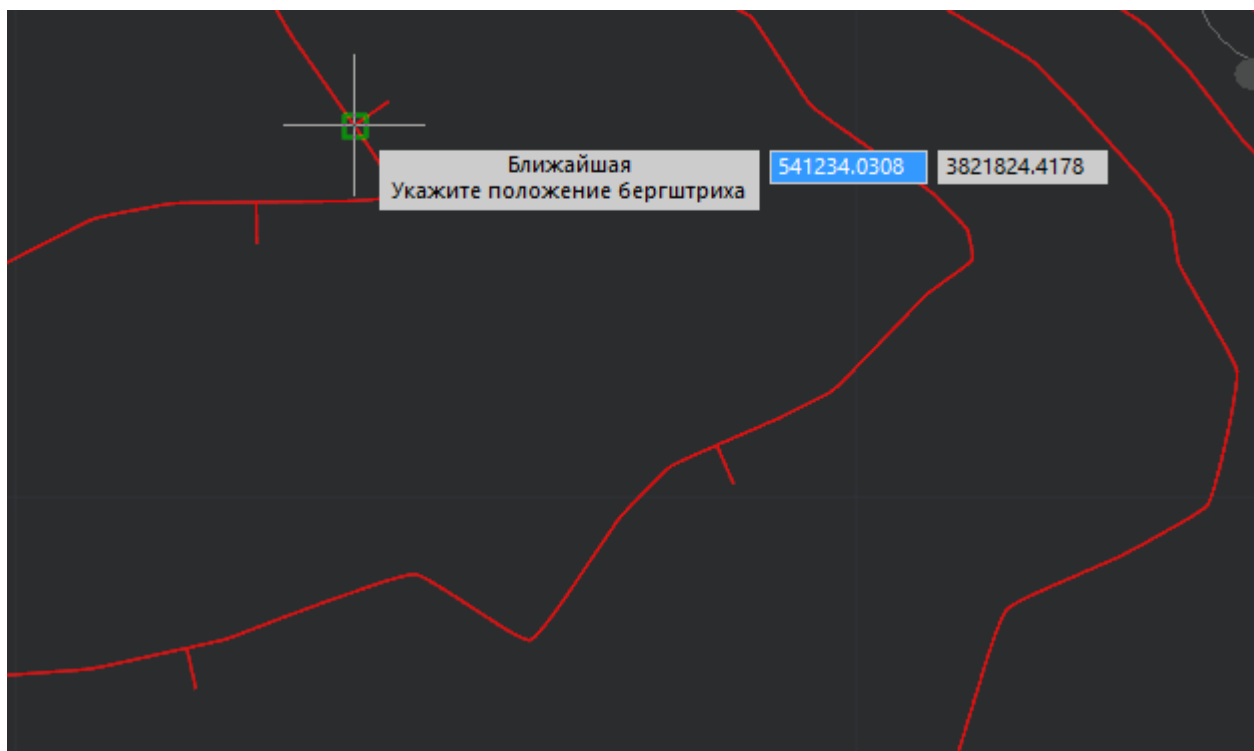 Ближайшая
Укажите положение бергштриха
541234.0308
3821824.4178